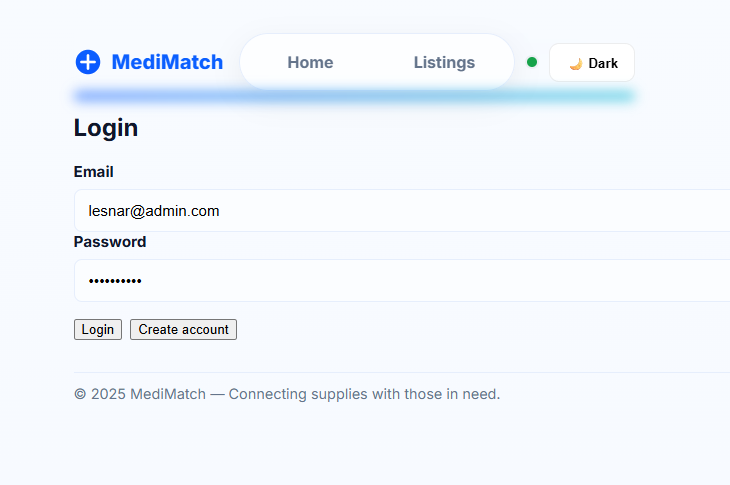 MediMatch Home Listings 🌙 Dark
Login
Email
lesnar@admin.com
Password
••••••••••
Login Create account
© 2025 MediMatch — Connecting supplies with those in need.